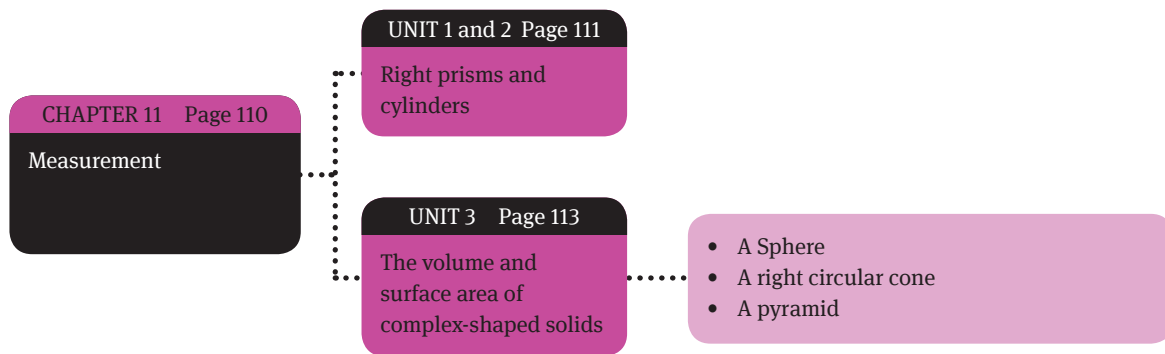 UNIT 1 and 2 Page 111
Right prisms and
cylinders
CHAPTER 11 Page 110
Measurement
UNIT 3 Page 113
The volume and
surface area of
complex-shaped solids
• A Sphere
• A right circular cone
• A pyramid